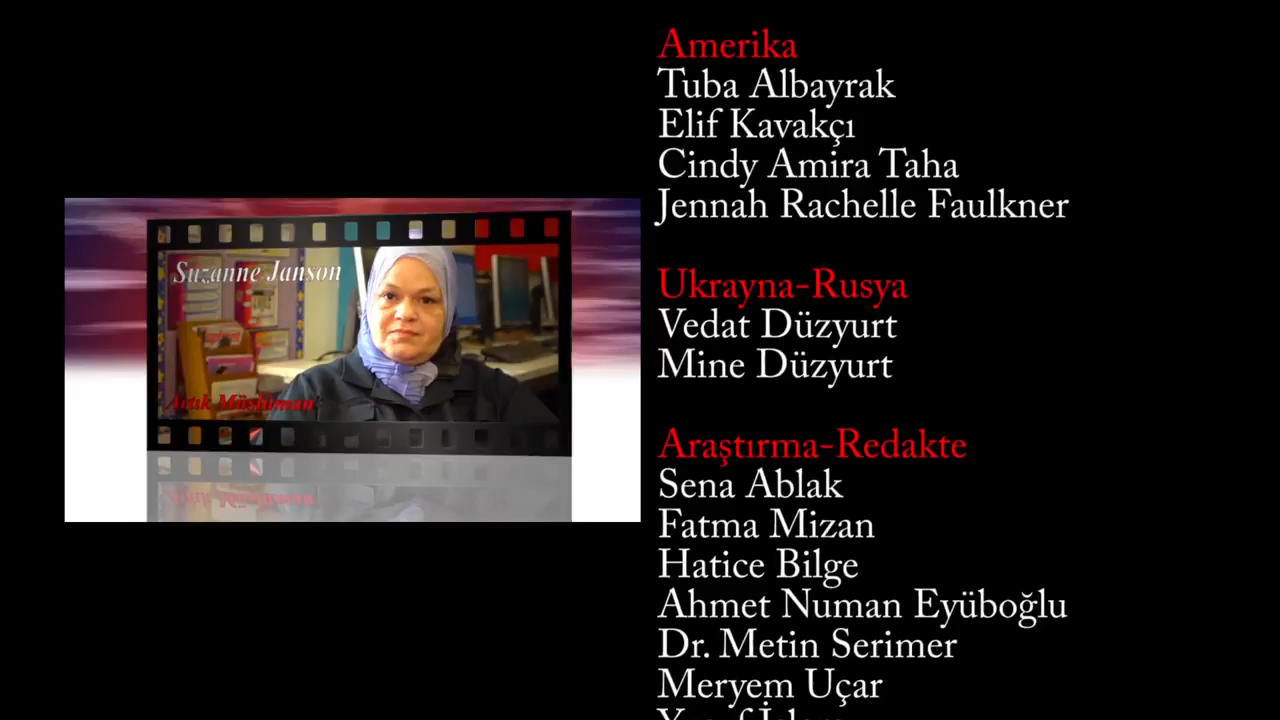 Suzanne Janson
Artık Müslüman
Amerika
Tuba Albayrak
Elif Kavakçı
Cindy Amira Taha
Jennah Rachelle Faulkner
Ukrayna-Rusya
Vedat Düzyurt
Mine Düzyurt
Araştırma-Redakte
Sena Ablak
Fatma Mizan
Hatice Bilge
Ahmet Numan Eyüboğlu
Dr. Metin Serimer
Meryem Uçar